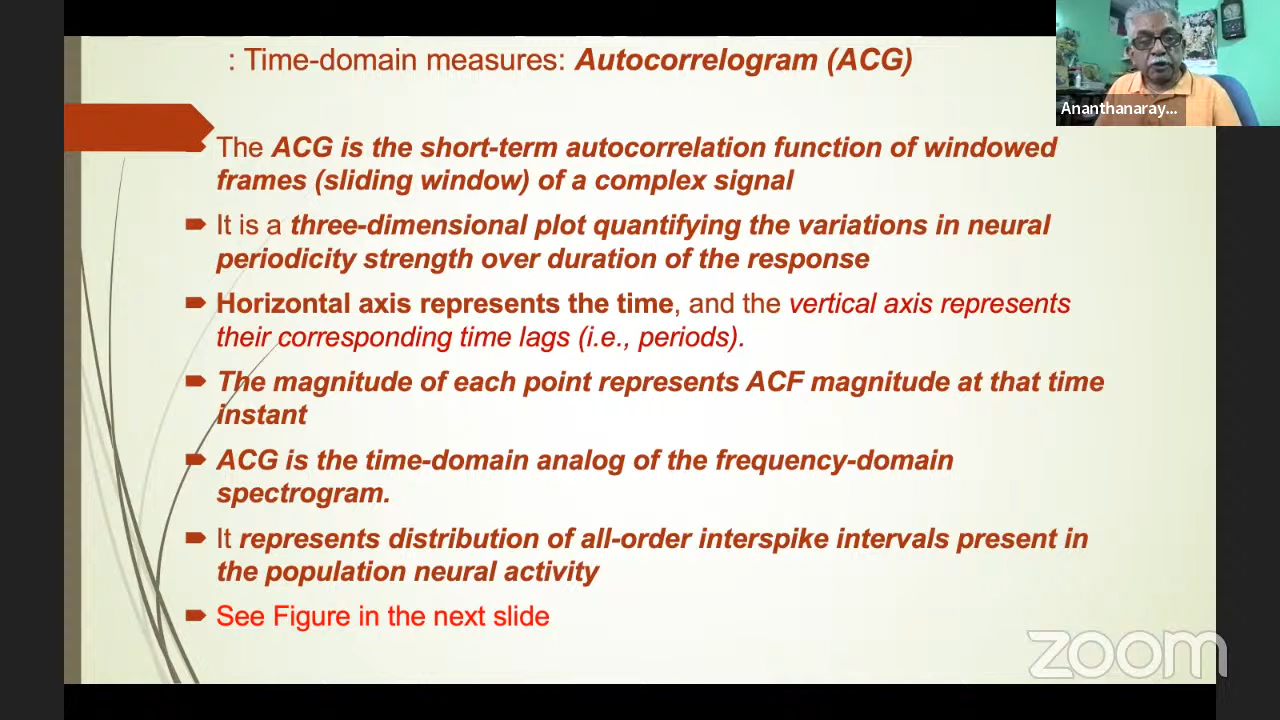 : Time-domain measures: Autocorrelogram (ACG)
Ananthanaray...
The ACG is the short-term autocorrelation function of windowed
frames (sliding window) of a complex signal
It is a three-dimensional plot quantifying the variations in neural
periodicity strength over duration of the response
Horizontal axis represents the time, and the vertical axis represents
their corresponding time lags (i.e., periods).
The magnitude of each point represents ACF magnitude at that time
instant
ACG is the time-domain analog of the frequency-domain
spectrogram.
It represents distribution of all-order interspike intervals present in
the population neural activity
See Figure in the next slide
zoom